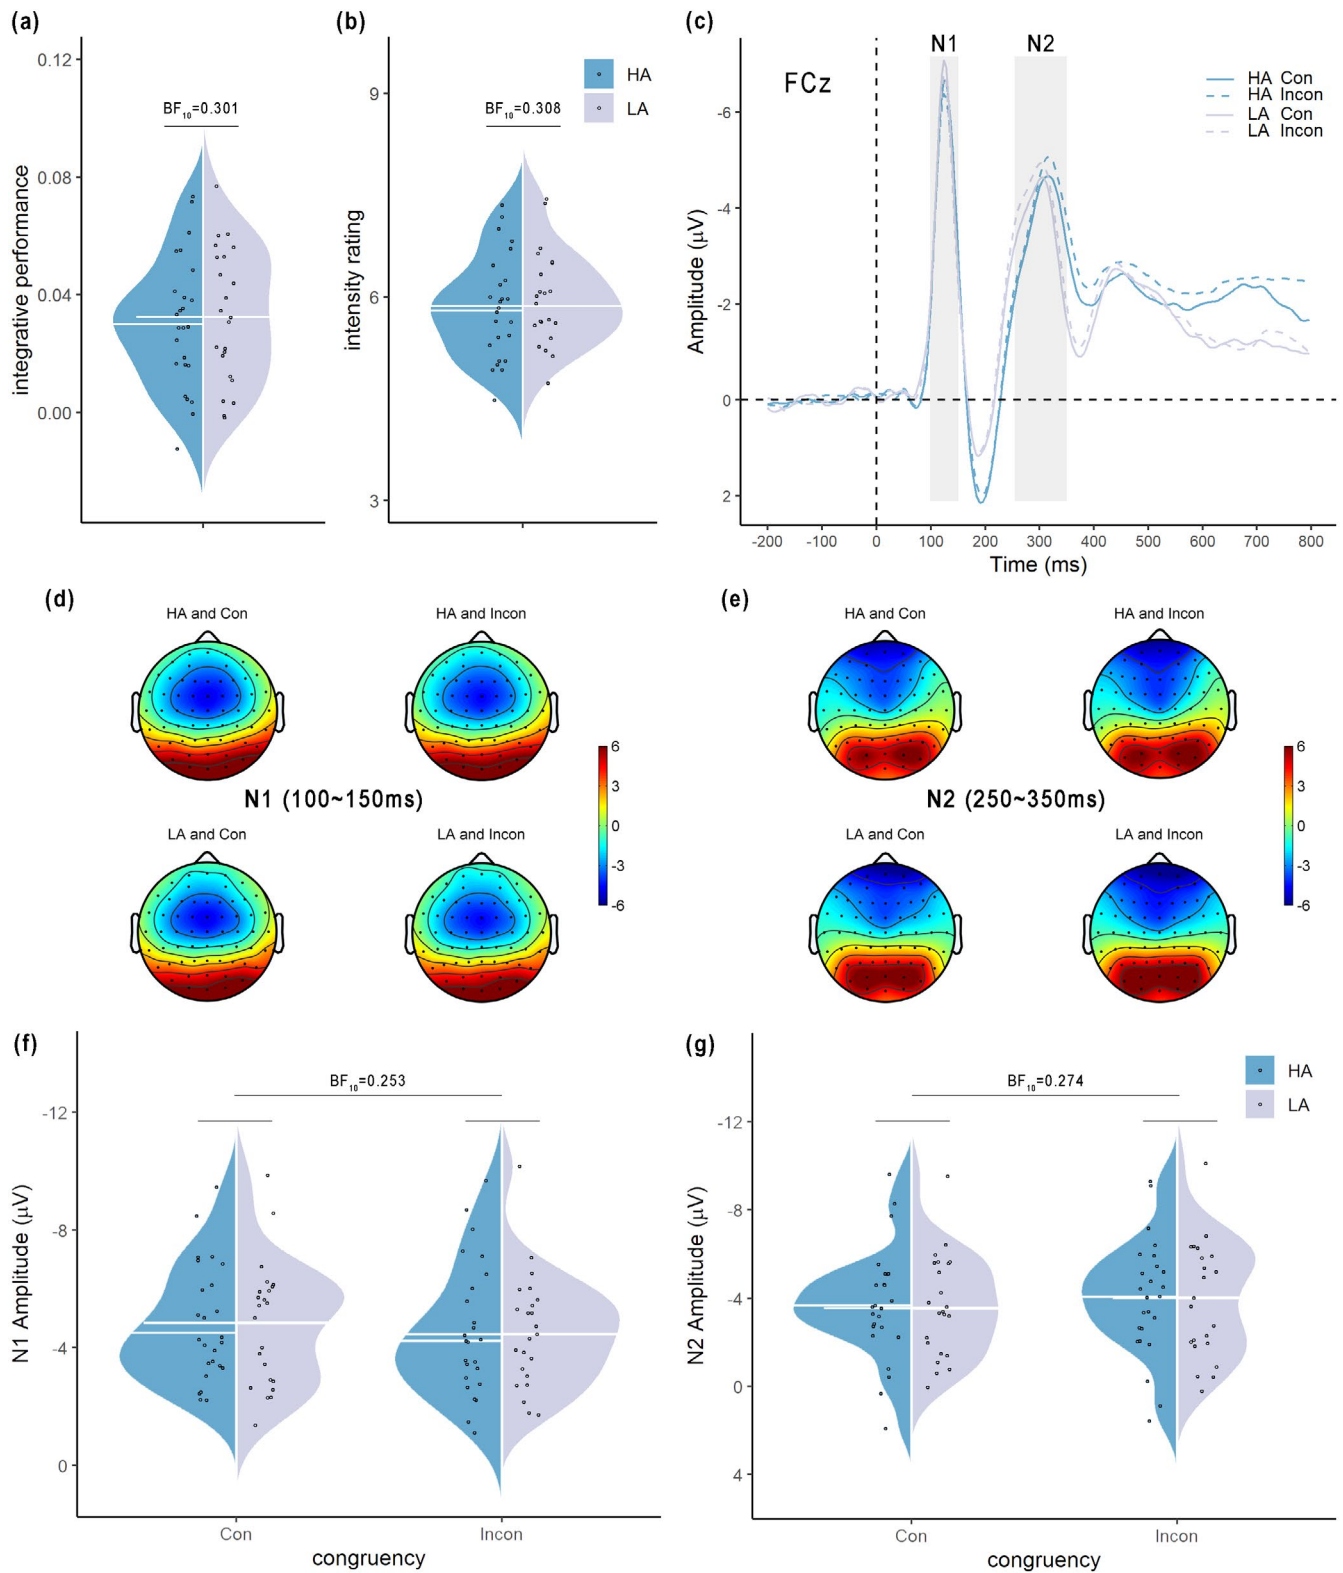 (a)
integrative performance
0.12
0.08
0.04
0.00
BF₁₀=0.301
(b)
intensity rating
9
6
3
BF₁₀=0.308
HA
LA
(c)
N1
N2
FCz
HA Con
HA Incon
LA Con
LA Incon
Amplitude (μV)
-6
-4
-2
0
2
-200
-100
0
100
200
300
400
500
600
700
800
Time (ms)
(d)
HA and Con
HA and Incon
N1 (100~150ms)
LA and Con
LA and Incon
6
3
0
-3
-6
(e)
HA and Con
HA and Incon
N2 (250~350ms)
LA and Con
LA and Incon
6
3
0
-3
-6
(f)
N1 Amplitude (μV)
-12
-8
-4
0
BF₁₀=0.253
Con
Incon
congruency
(g)
N2 Amplitude (μV)
-12
-8
-4
0
4
BF₁₀=0.274
HA
LA
Con
Incon
congruency